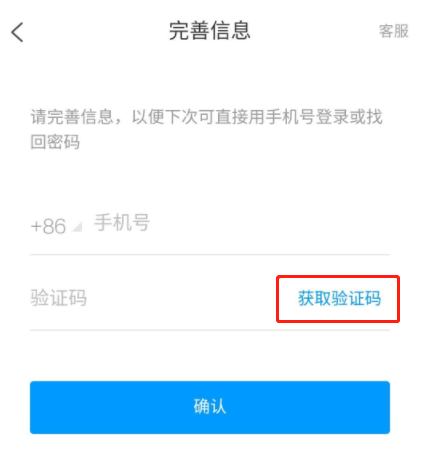 完善信息
客服
请完善信息，以便下次可直接用手机号登录或找
回密码
+86 手机号
验证码 获取验证码
确认